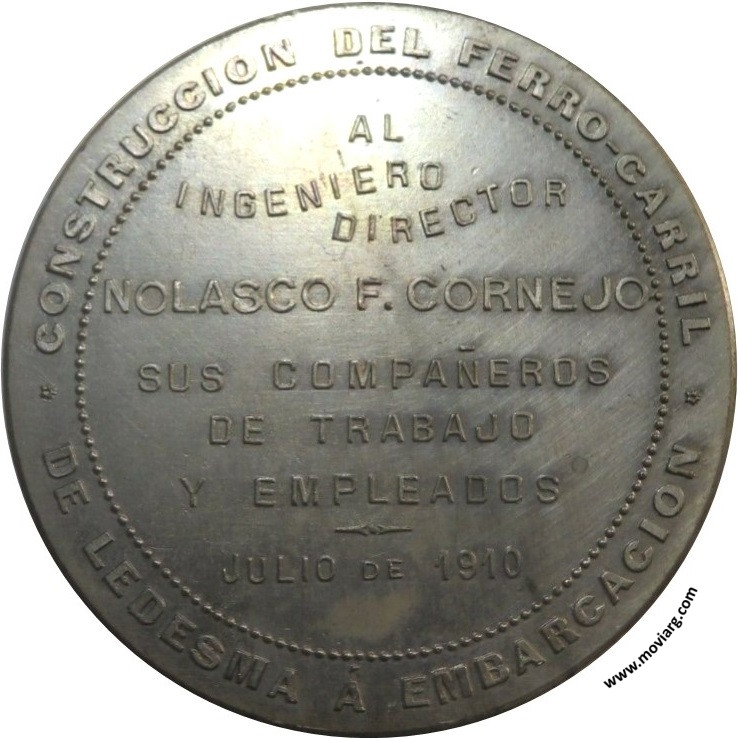 CONSTRUCCION DEL FERRO-CARRIL
AL
INGENIERO
DIRECTOR
NOLASCO F. CORNEJO
SUS COMPAÑEROS
DE TRABAJO
Y EMPLEADOS
JULIO DE 1910
* DE LEDESMA Á EMBARCACION *
www.moviarg.com